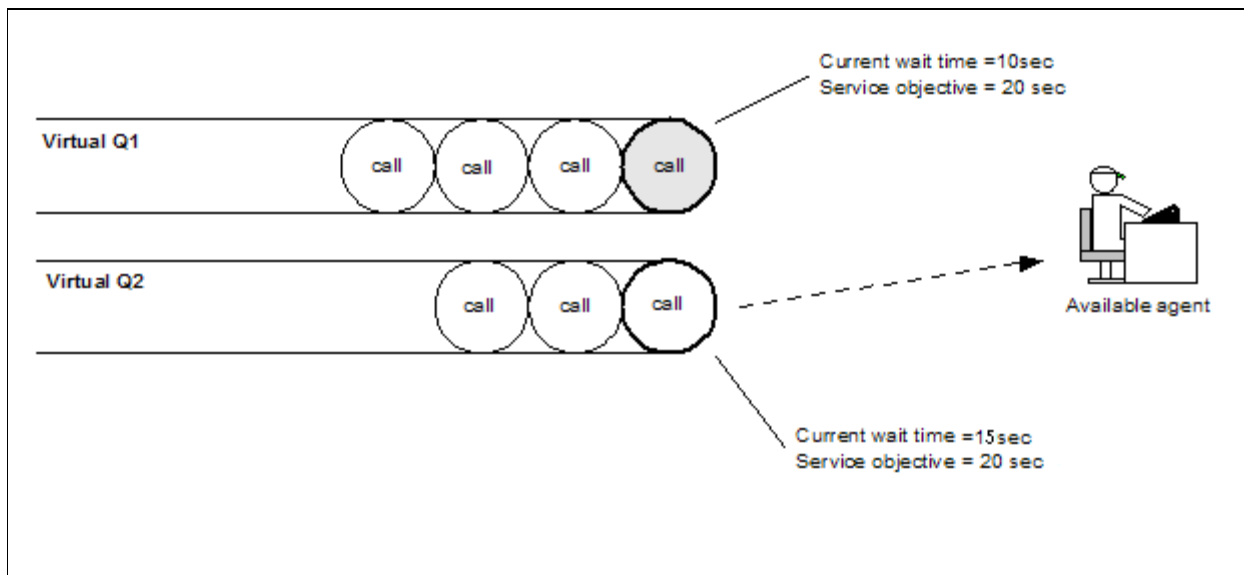 Current wait time =10sec
Service objective = 20 sec
Virtual Q1
call call call call
Virtual Q2
call call call
Available agent
Current wait time =15sec
Service objective = 20 sec